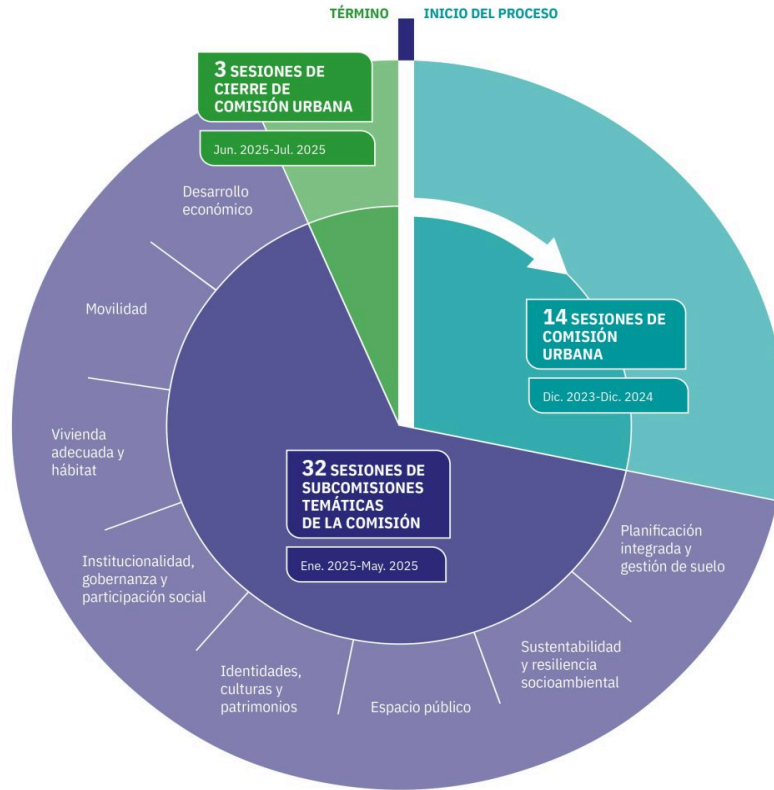 TÉRMINO
INICIO DEL PROCESO
3 SESIONES DE
CIERRE DE
COMISIÓN URBANA
Jun. 2025-Jul. 2025
14 SESIONES DE
COMISIÓN
URBANA
Dic. 2023-Dic. 2024
32 SESIONES DE
SUBCOMISIONES
TEMÁTICAS
DE LA COMISIÓN
Ene. 2025-May. 2025
Planificación
integrada y
gestión de suelo
Sustentabilidad
y resiliencia
socioambiental
Espacio público
Identidades,
culturas y
patrimonios
Institucionalidad,
gobernanza y
participación social
Vivienda
adecuada y
hábitat
Movilidad
Desarrollo
económico